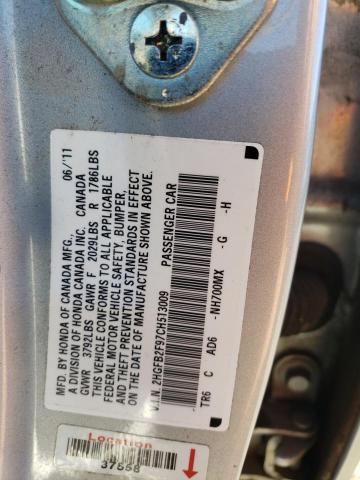 MFD. BY HONDA OF CANADA MFG. 06/'11
A DIVISION OF HONDA CANADA INC. CANADA
GVWR 3792LBS GAWR F 2029LBS R 1786LBS
THIS VEHICLE CONFORMS TO ALL APPLICABLE
FEDERAL MOTOR VEHICLE SAFETY, BUMPER,
AND THEFT PREVENTION STANDARDS IN EFFECT
ON THE DATE OF MANUFACTURE SHOWN ABOVE.
V.I.N. 2HGFB2F97CH513009 PASSENGER CAR
TR6 C AD6 -NH700MX -G -H
Location
37558